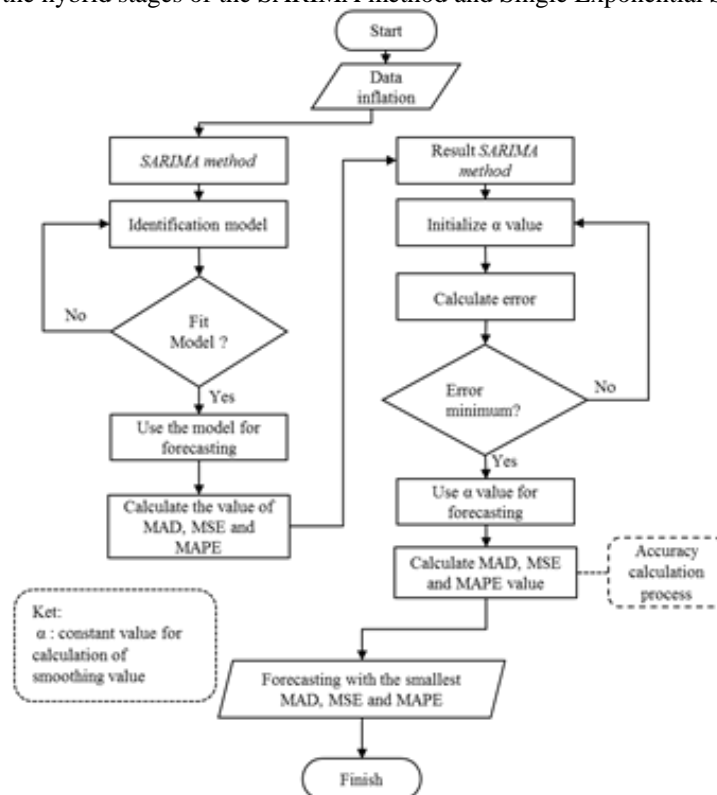 the hybrid stages of the SARIMA method and Single Exponential S
Start
Data
inflation
SARIMA method
Identification model
No
Fit
Model ?
Yes
Use the model for
forecasting
Calculate the value of
MAD, MSE and
MAPE
Result SARIMA
method
Initialize α value
Calculate error
Error
minimum?
No
Yes
Use α value for
forecasting
Calculate MAD, MSE
and MAPE value
Accuracy
calculation
process
Ket:
α : constant value for
calculation of
smoothing value
Forecasting with the smallest
MAD, MSE and MAPE
Finish